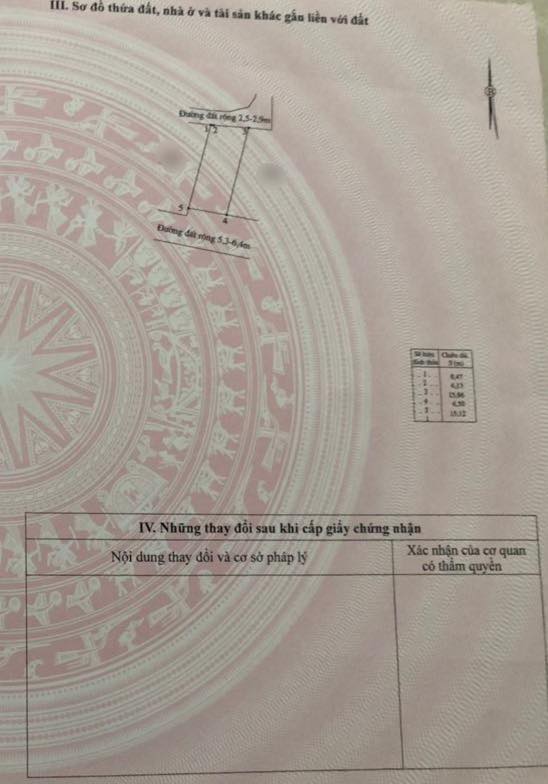 III. Sơ đồ thửa đất, nhà ở và tài sản khác gắn liền với đất
Đường đất rộng 2,5-2,9m
1 2 3
5
4
Đường đất rộng 5,3-6,4m
Số hiệu Chiều dài
đỉnh thửa S (m)
1
0,47
2
4,13
3
15,96
4
4,50
5
15,12
1
IV. Những thay đổi sau khi cấp giấy chứng nhận
Nội dung thay đổi và cơ sở pháp lý
Xác nhận của cơ quan
có thẩm quyền